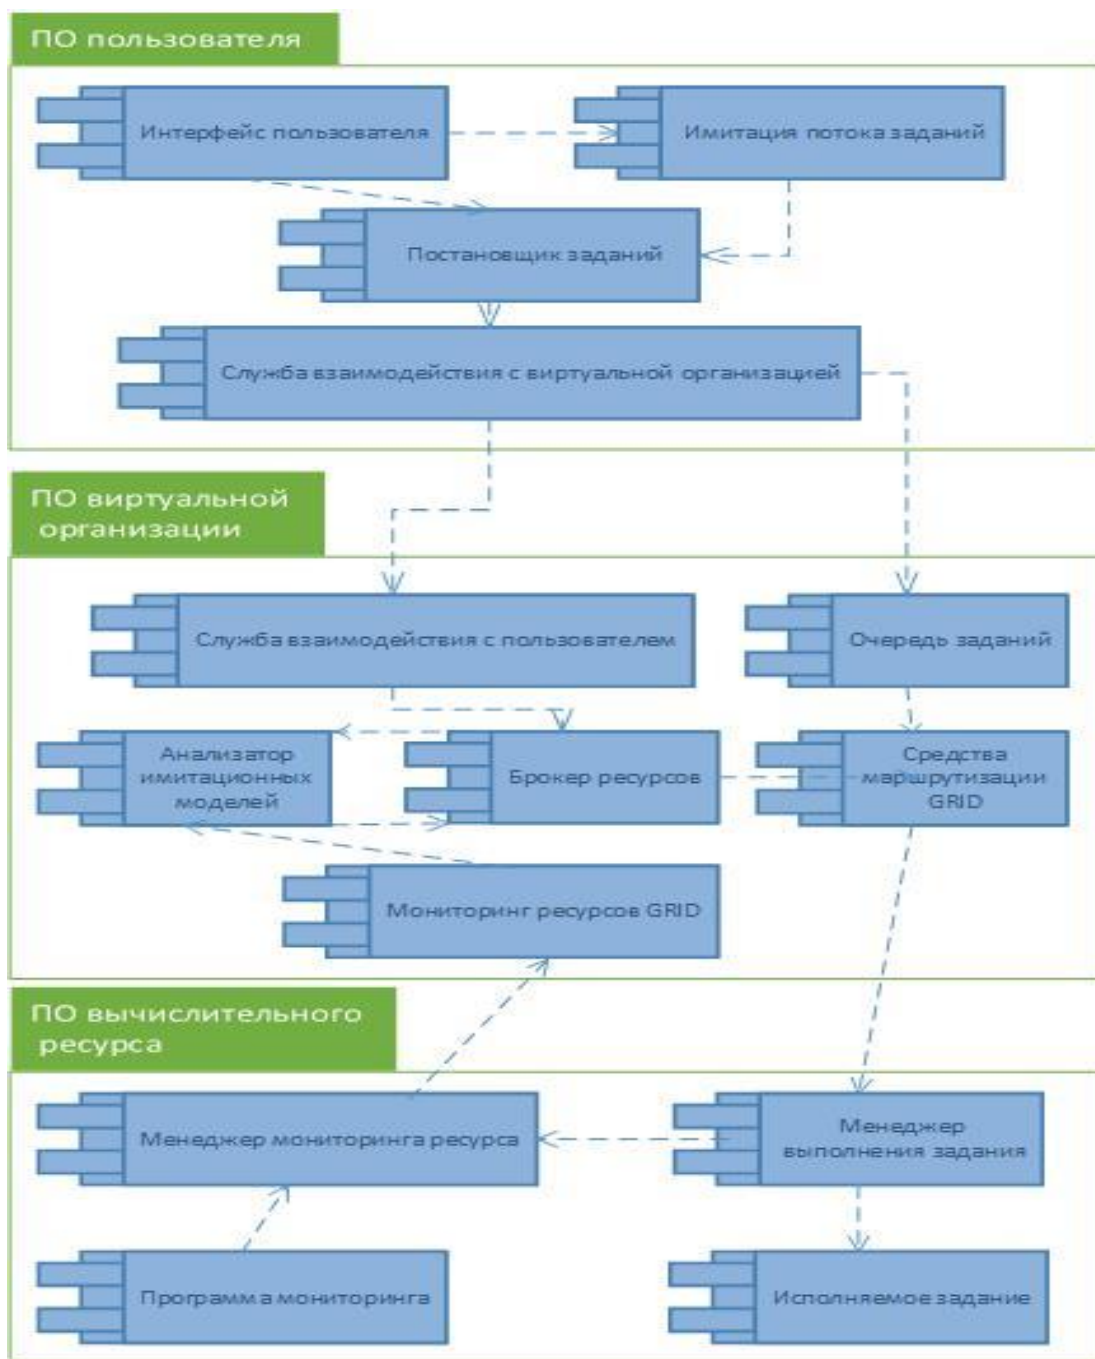 ПО пользователя
Интерфейс пользователя
Имитация потока заданий
Постановщик заданий
Служба взаимодействия с виртуальной организацией
ПО виртуальной
организации
Служба взаимодействия с пользователем
Очередь заданий
Анализатор
имитационных
моделей
Брокер ресурсов
Средства
маршрутизации
GRID
Мониторинг ресурсов GRID
ПО вычислительного
ресурса
Менеджер мониторинга ресурса
Менеджер
выполнения задания
Программа мониторинга
Исполняемое задание